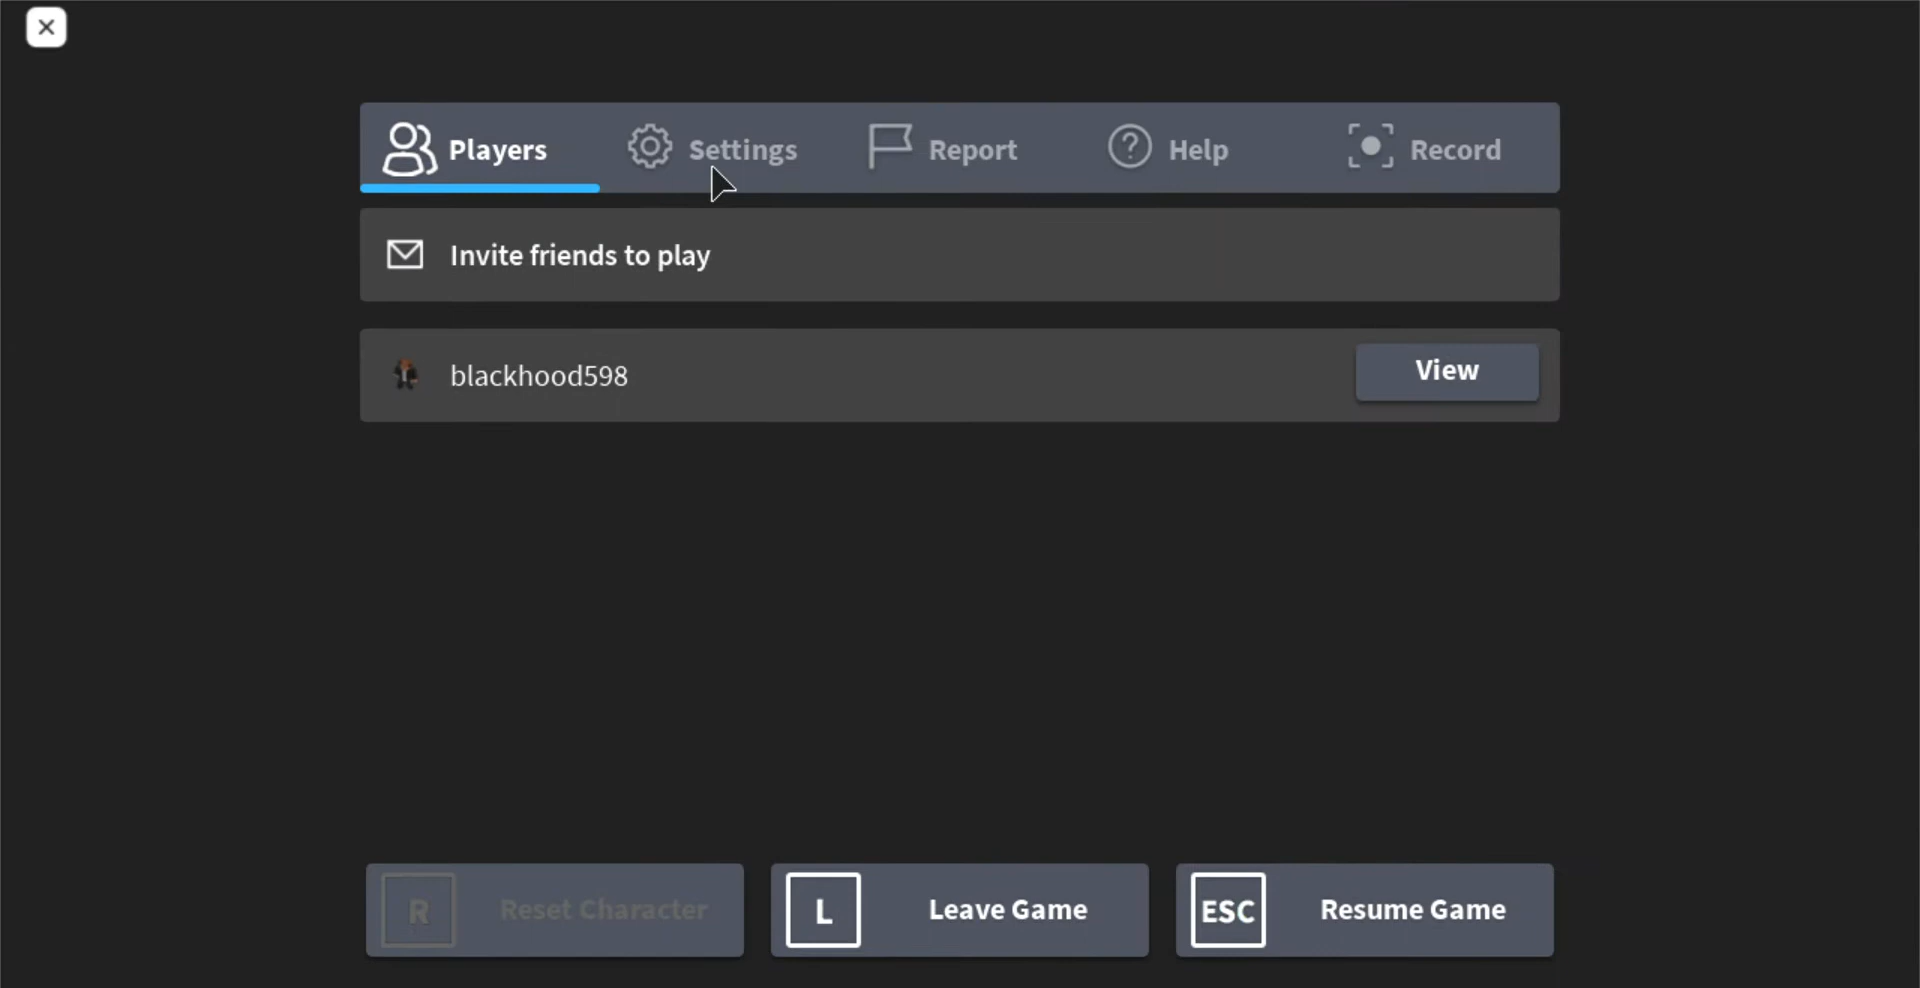 Players
Settings
Report
Help
Record
Invite friends to play
blackhood598
View
R
Reset Character
L
Leave Game
ESC
Resume Game